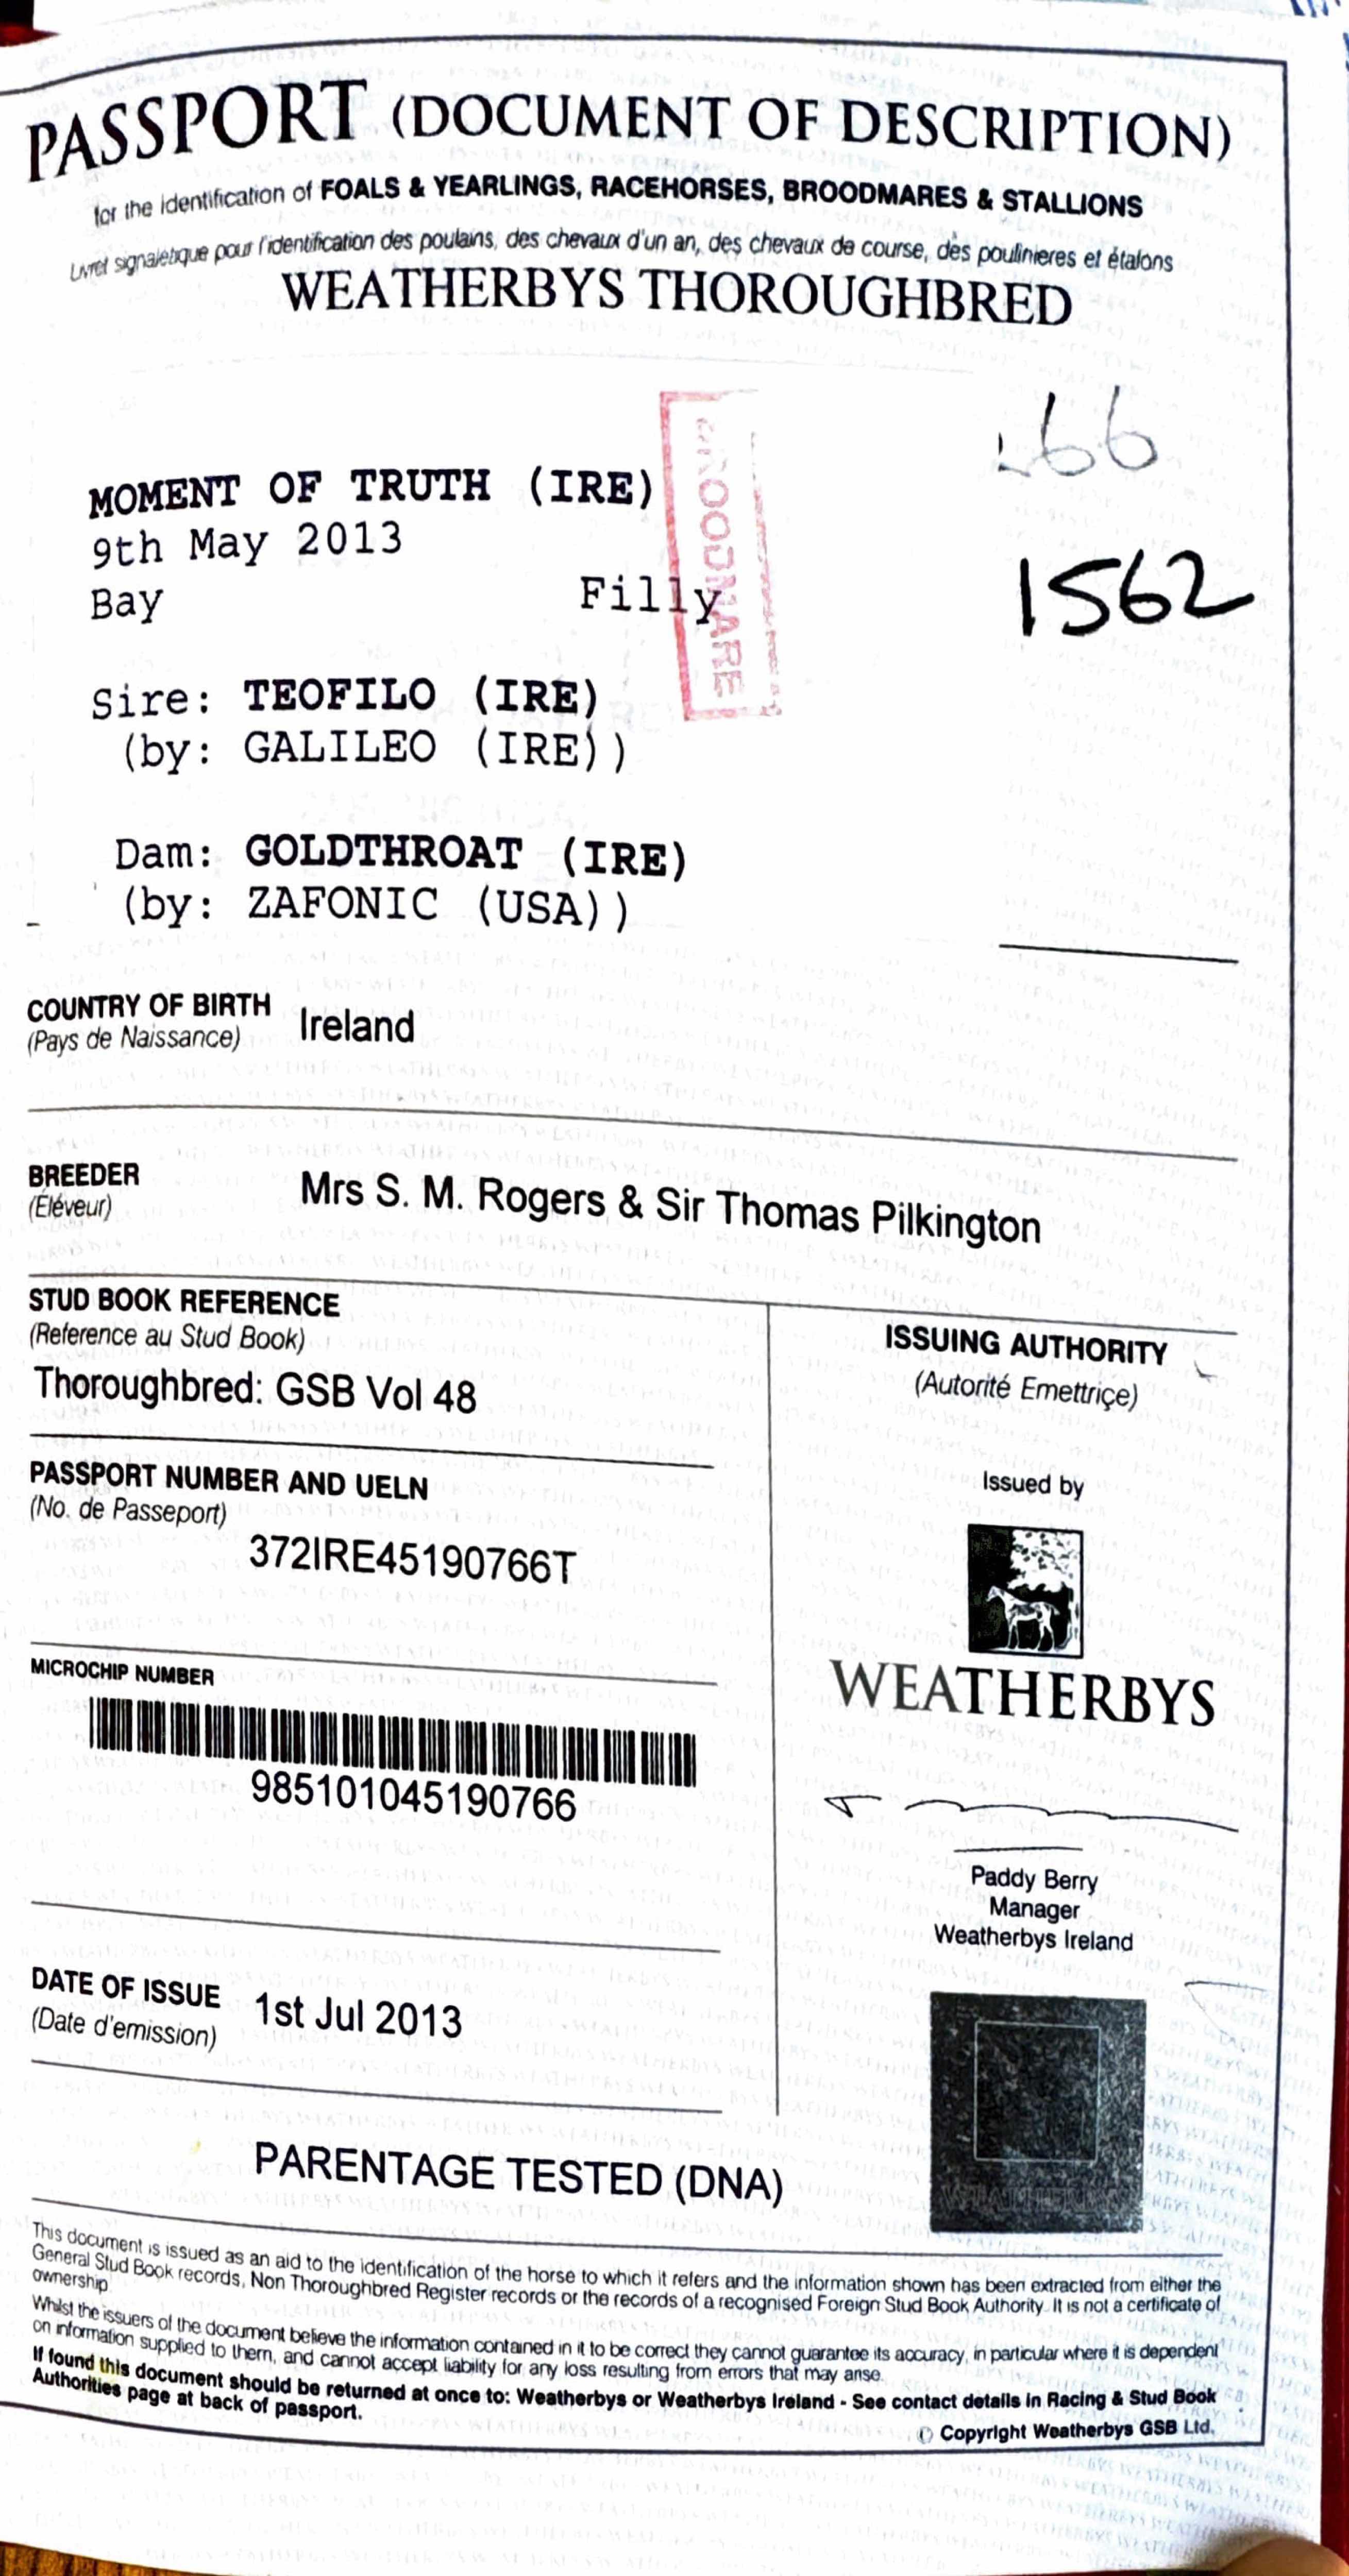 PASSPORT (DOCUMENT OF DESCRIPTION)
for the identification of FOALS & YEARLINGS, RACEHORSES, BROODMARES & STALLIONS
Livret signaletique pour l'identification des poulains, des chevaux d'un an, des chevaux de course, des poulinieres et étalons
WEATHERBYS THOROUGHBRED
66
BROODMARE
MOMENT OF TRUTH (IRE)
9th May 2013
1562
Bay Filly
Sire: TEOFILO (IRE)
(by: GALILEO (IRE))
Dam: GOLDTHROAT (IRE)
(by: ZAFONIC (USA))
COUNTRY OF BIRTH
(Pays de Naissance)
Ireland
BREEDER
(Éléveur)
Mrs S. M. Rogers & Sir Thomas Pilkington
STUD BOOK REFERENCE
(Reference au Stud Book)
Thoroughbred: GSB Vol 48
PASSPORT NUMBER AND UELN
(No. de Passeport)
372IRE45190766T
MICROCHIP NUMBER
985101045190766
DATE OF ISSUE
(Date d'emission)
1st Jul 2013
ISSUING AUTHORITY
(Autorité Emettriçe)
Issued by
WEATHERBYS
Paddy Berry
Manager
Weatherbys Ireland
PARENTAGE TESTED (DNA)
This document is issued as an aid to the identification of the horse to which it refers and the information shown has been extracted from either the
General Stud Book records, Non Thoroughbred Register records or the records of a recognised Foreign Stud Book Authority. It is not a certificate of
ownership
Whilst the issuers of the document believe the information contained in it to be correct they cannot guarantee its accuracy, in particular where it is dependent
on information supplied to them, and cannot accept liability for any loss resulting from errors that may arise.
If found this document should be returned at once to: Weatherbys or Weatherbys Ireland - See contact details in Racing & Stud Book
Authorities page at back of passport.
© Copyright Weatherbys GSB Ltd.